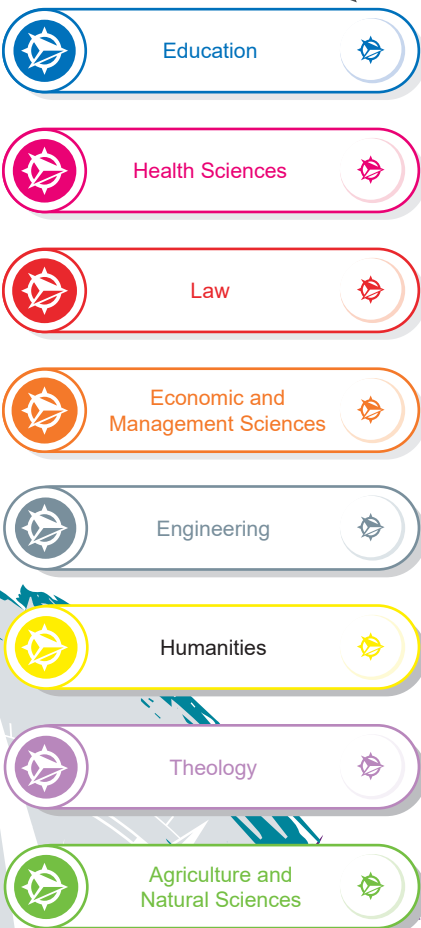 Education
Health Sciences
Law
Economic and
Management Sciences
Engineering
Humanities
Theology
Agriculture and
Natural Sciences